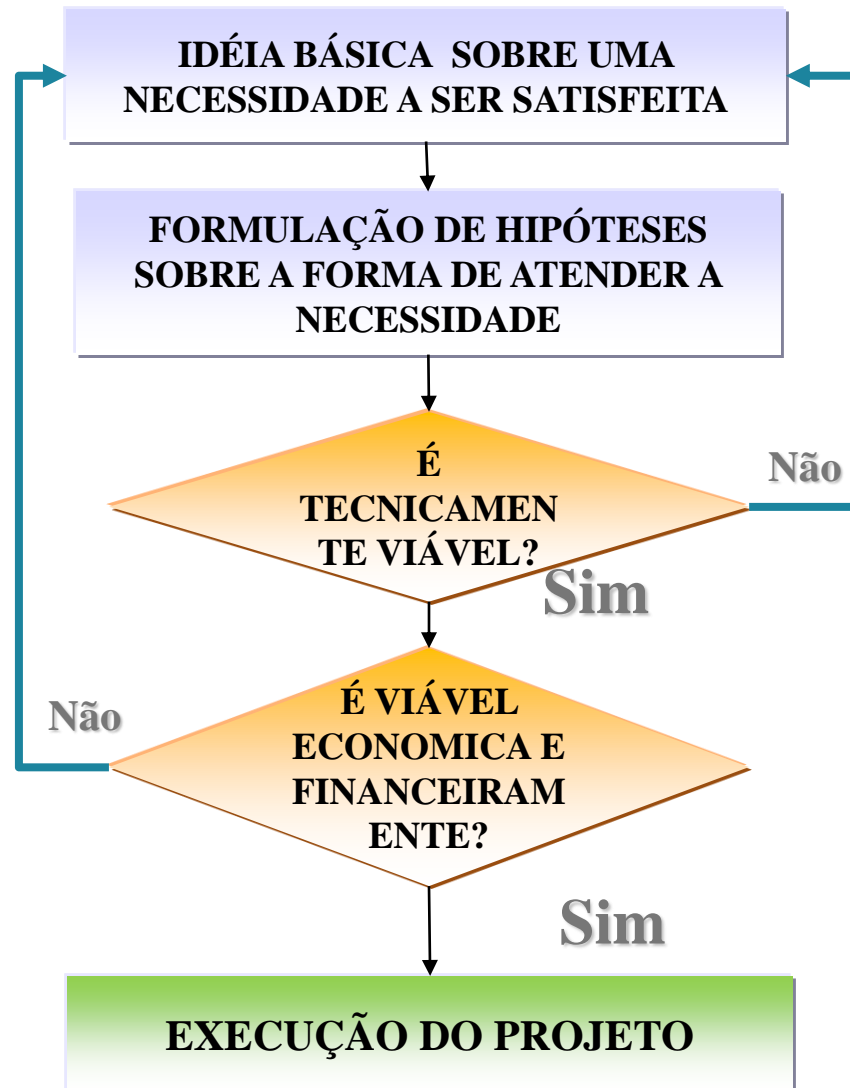 IDÉIA BÁSICA SOBRE UMA
NECESSIDADE A SER SATISFEITA
FORMULAÇÃO DE HIPÓTESES
SOBRE A FORMA DE ATENDER A
NECESSIDADE
É
TECNICAMEN
TE VIÁVEL?
Não
Sim
É VIÁVEL
ECONOMICA E
FINANCEIRAM
ENTE?
Não
Sim
EXECUÇÃO DO PROJETO